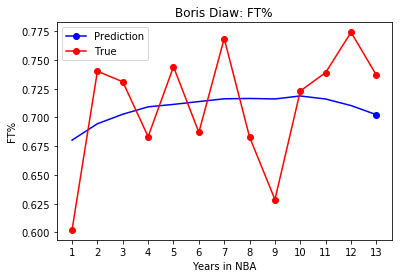 Boris Diaw: FT%
Prediction
True
0.775
0.750
0.725
0.700
0.675
0.650
0.625
0.600
FT%
1 2 3 4 5 6 7 8 9 10 11 12 13
Years in NBA